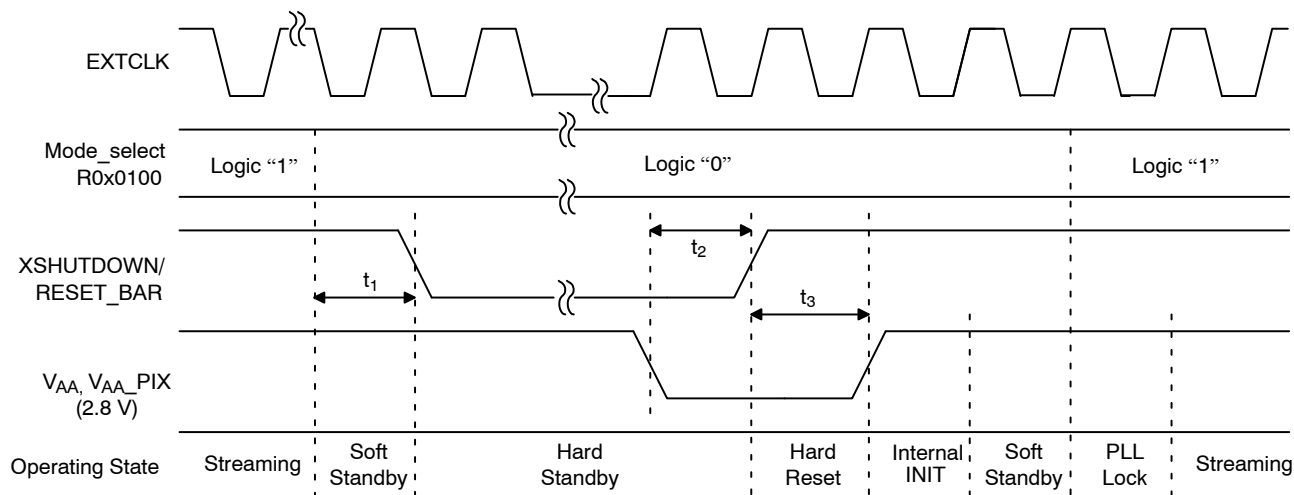 EXTCLK
Mode_select
R0x0100
Logic “1”
Logic “0”
Logic “1”
XSHUTDOWN/
RESET_BAR
t1
t2
t3
VAA, VAA_PIX
(2.8 V)
Operating State
Streaming
Soft
Standby
Hard
Standby
Hard
Reset
Internal
INIT
Soft
Standby
PLL
Lock
Streaming